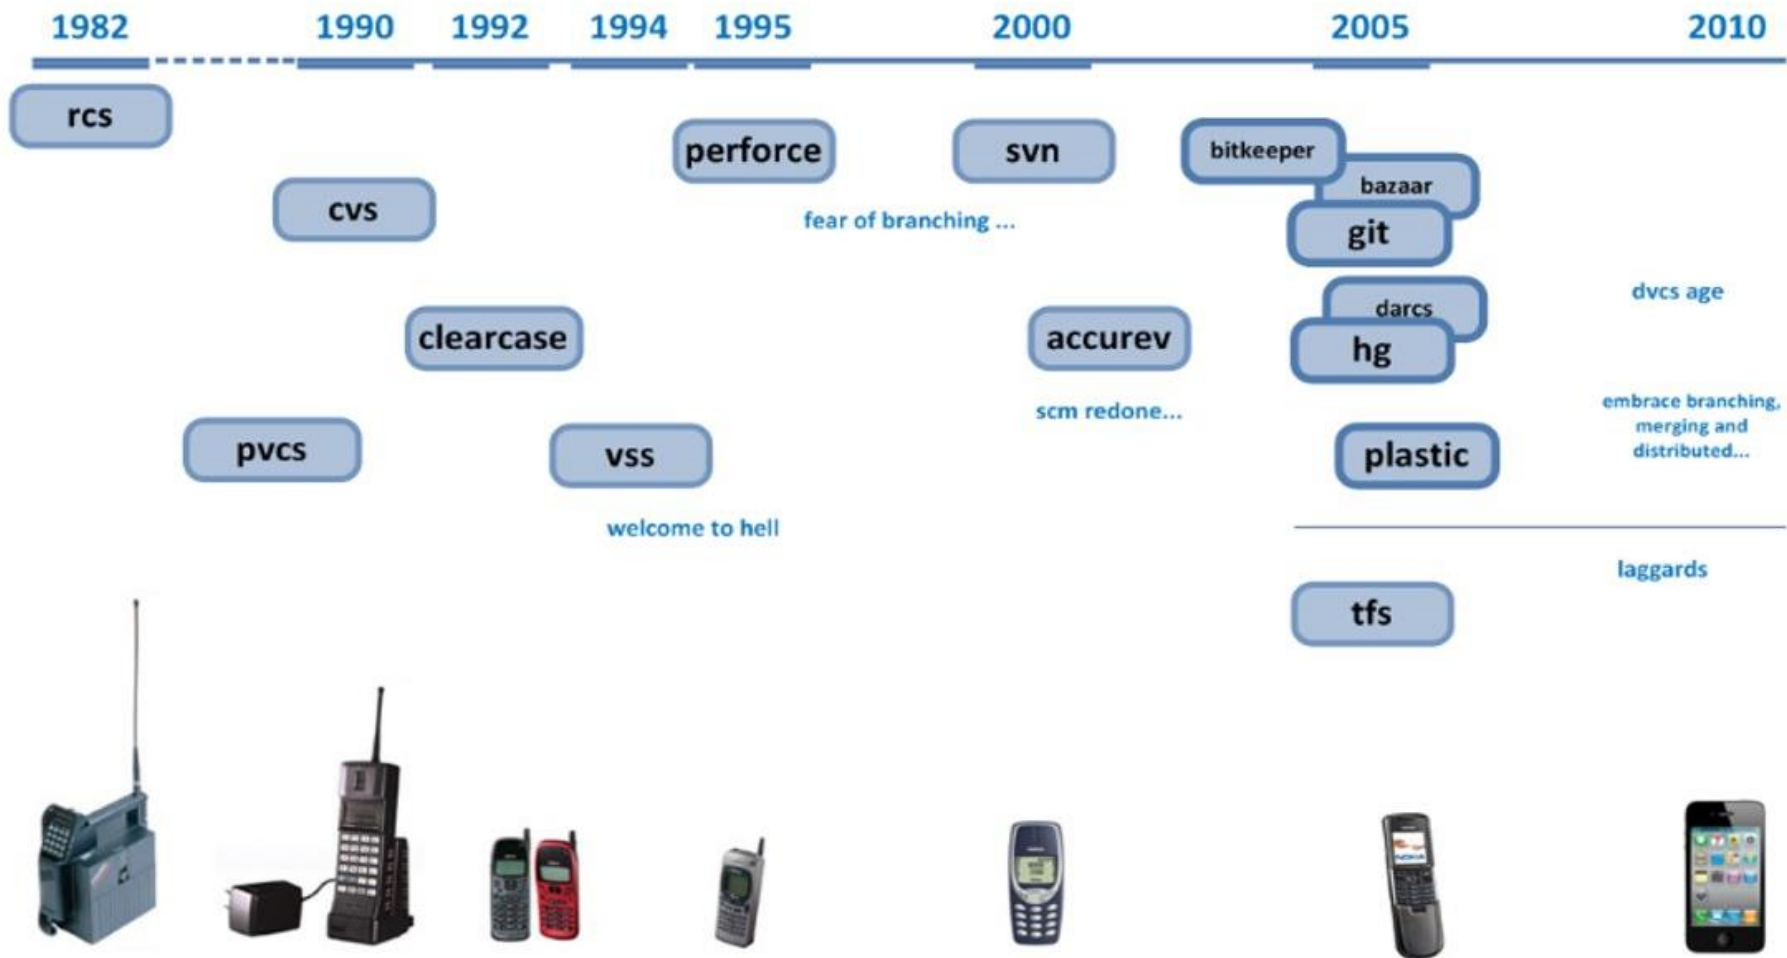 1982 1990 1992 1994 1995 2000 2005 2010
rcs
perforce
svn
bitkeeper
bazaar
cvs
fear of branching ...
git
dvcs age
darcs
clearcase
accurev
hg
scm redone...
embrace branching,
merging and
distributed...
pvcs
vss
plastic
welcome to hell
laggards
tfs
NOKIA